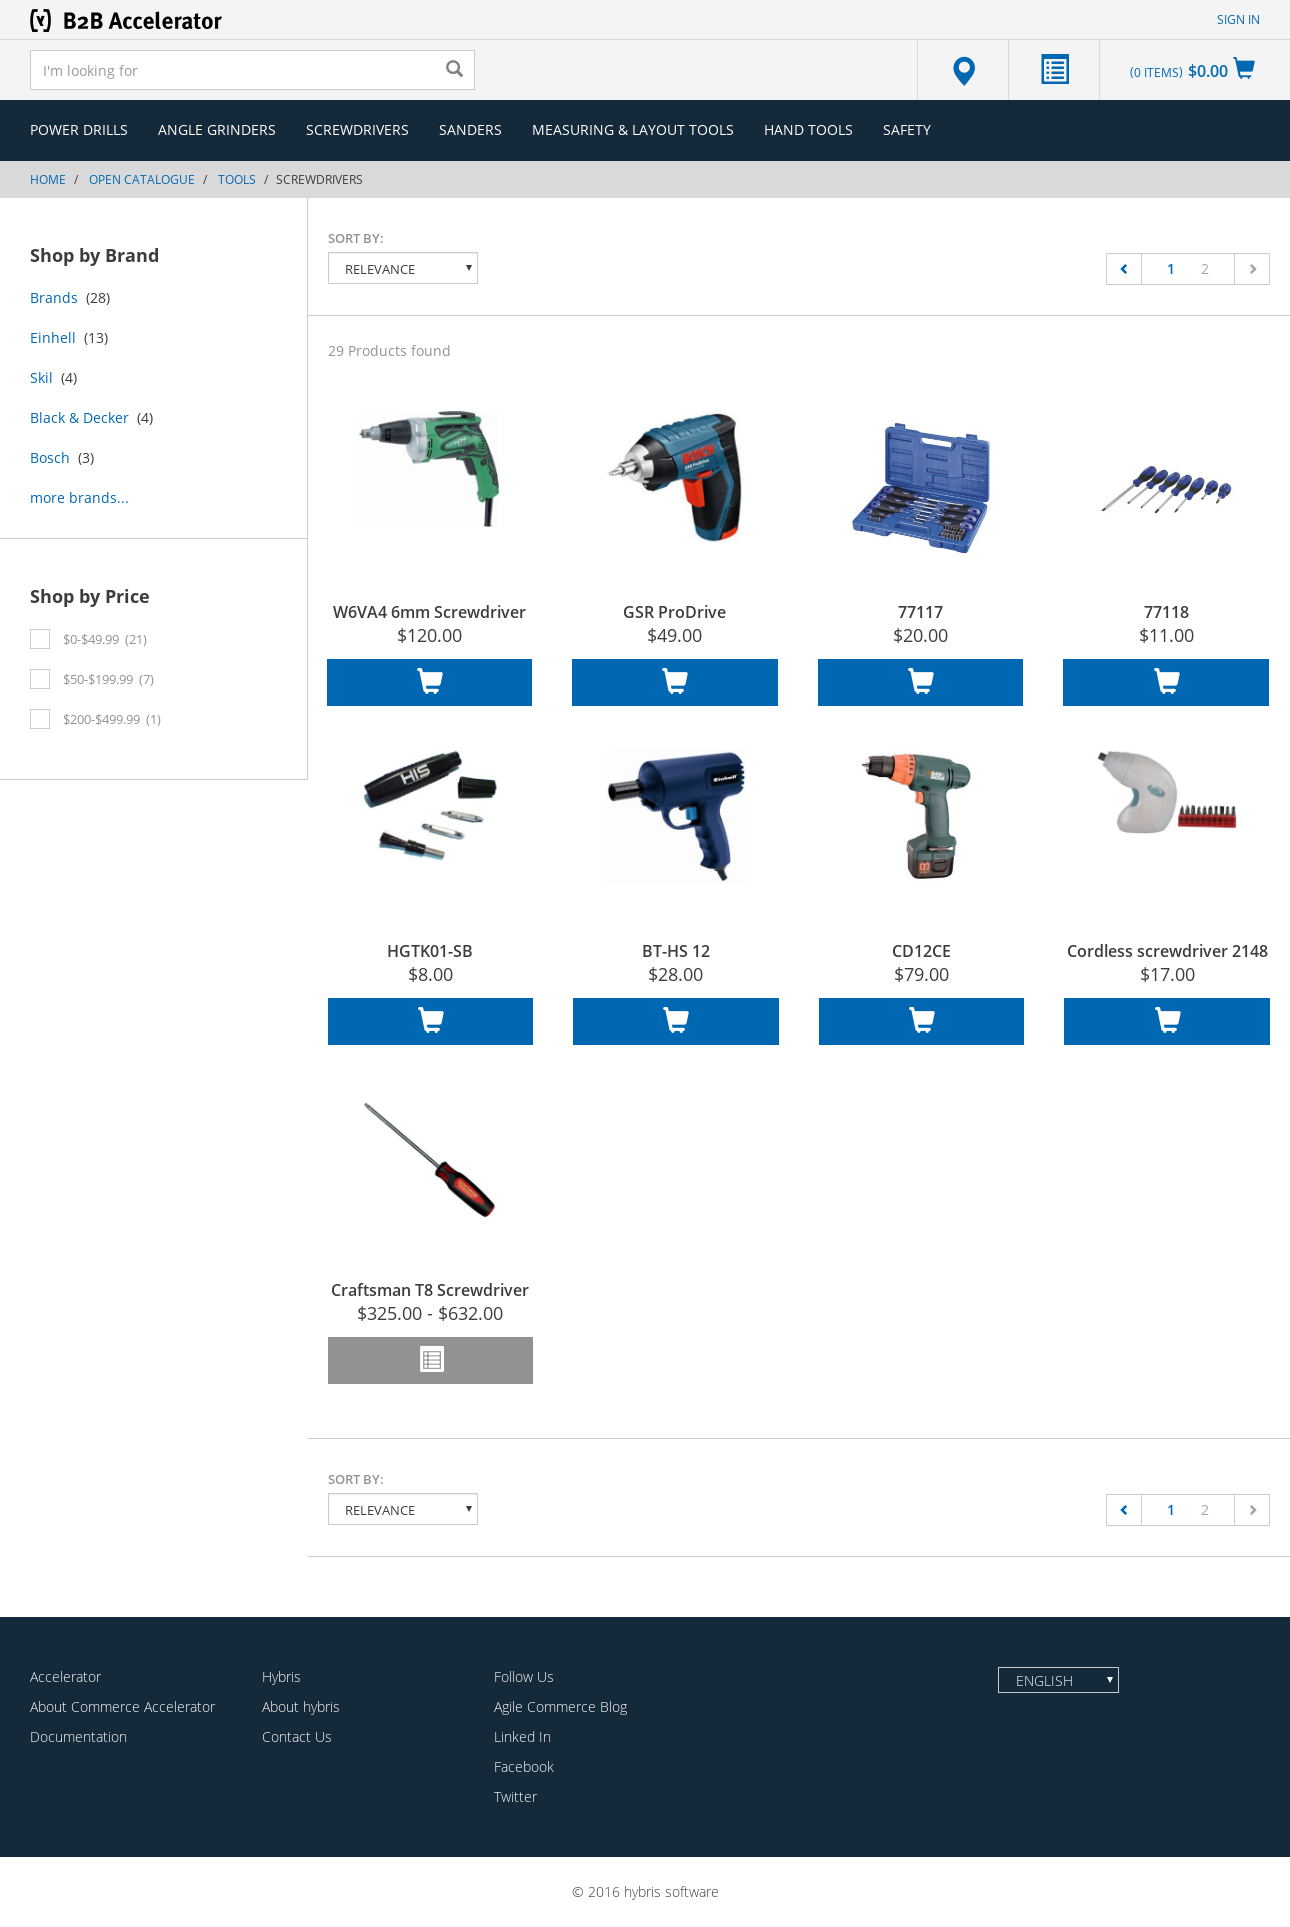 B2B Accelerator
SIGN IN
I'm looking for
(0 ITEMS) $0.00
POWER DRILLS ANGLE GRINDERS SCREWDRIVERS SANDERS MEASURING & LAYOUT TOOLS HAND TOOLS SAFETY
HOME / OPEN CATALOGUE / TOOLS / SCREWDRIVERS
Shop by Brand
Brands (28)
Einhell (13)
Skil (4)
Black & Decker (4)
Bosch (3)
more brands...
Shop by Price
$0-$49.99 (21)
$50-$199.99 (7)
$200-$499.99 (1)
SORT BY:
RELEVANCE
1 2
29 Products found
BOSCH
W6VA4 6mm Screwdriver
$120.00
GSR ProDrive
$49.00
77117
$20.00
77118
$11.00
HIS
Einhell
HGTK01-SB
$8.00
BT-HS 12
$28.00
CD12CE
$79.00
Cordless screwdriver 2148
$17.00
Craftsman T8 Screwdriver
$325.00 - $632.00
SORT BY:
RELEVANCE
1 2
Accelerator
About Commerce Accelerator
Documentation
Hybris
About hybris
Contact Us
Follow Us
Agile Commerce Blog
Linked In
Facebook
Twitter
ENGLISH
© 2016 hybris software